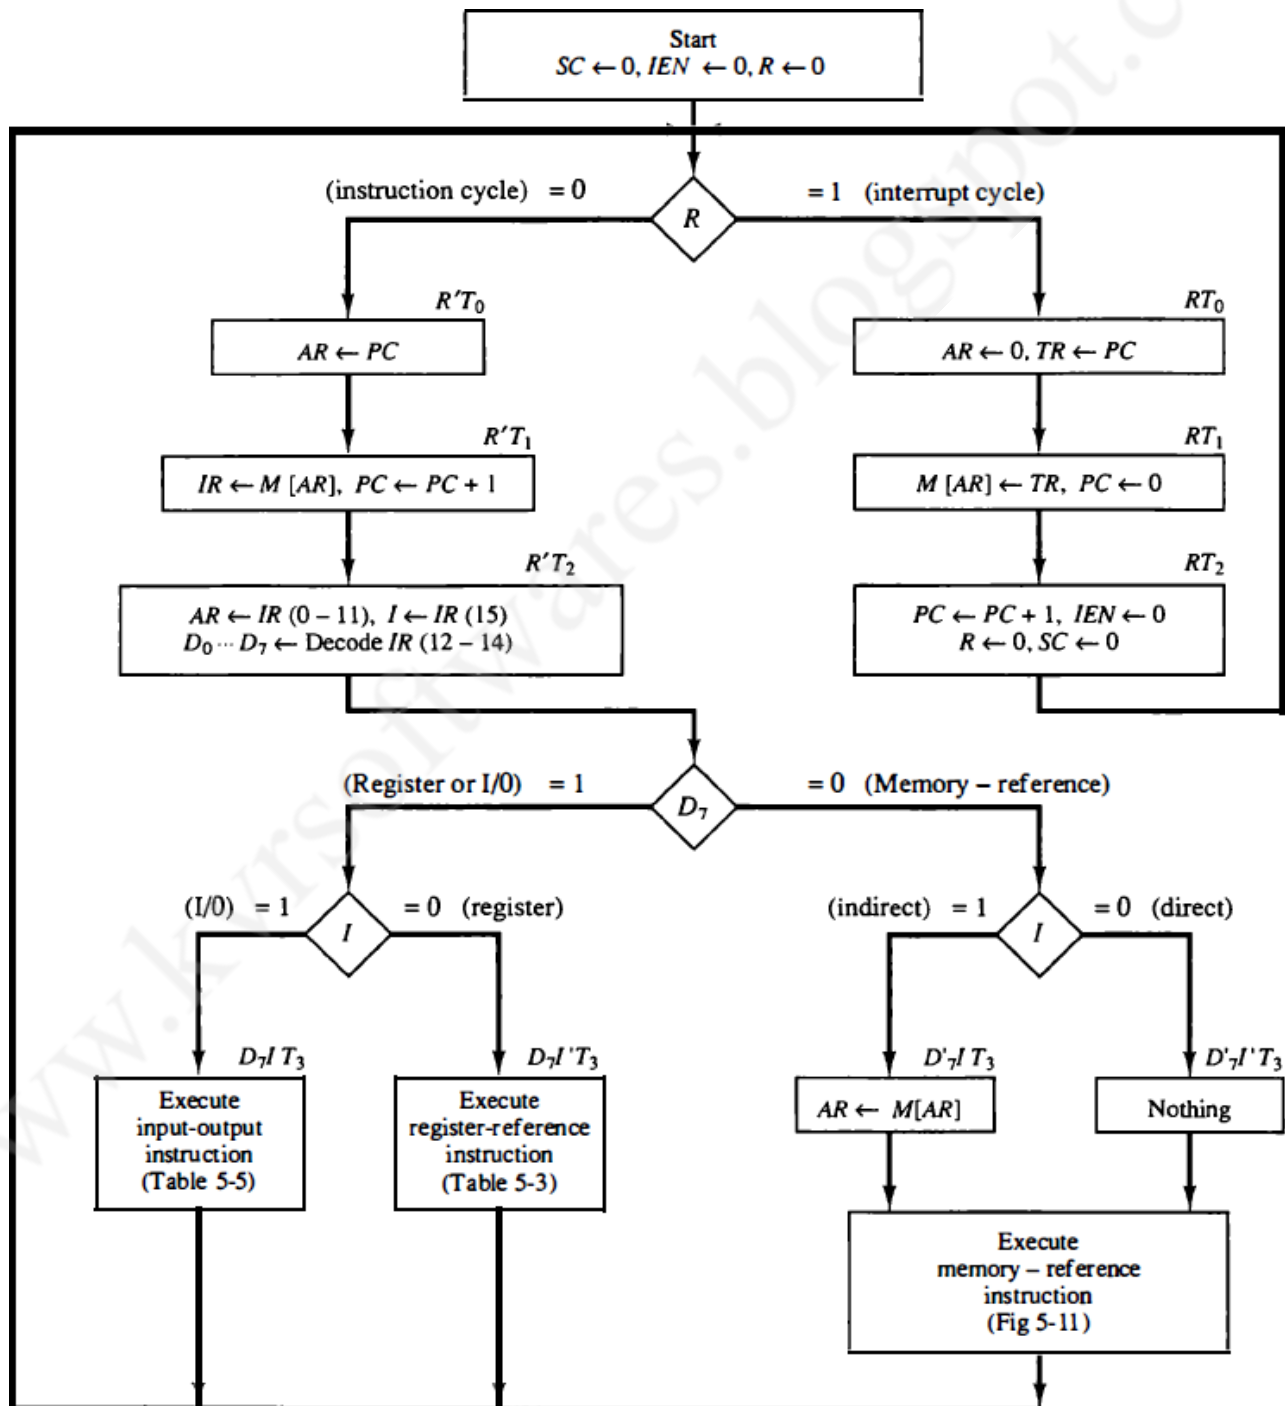 Start
SC ← 0, IEN ← 0, R ← 0
(instruction cycle) = 0
= 1 (interrupt cycle)
R
R′T₀
RT₀
AR ← PC
AR ← 0, TR ← PC
R′T₁
RT₁
IR ← M [AR], PC ← PC + 1
M [AR] ← TR, PC ← 0
R′T₂
RT₂
AR ← IR (0 – 11), I ← IR (15)
D₀ ··· D₇ ← Decode IR (12 – 14)
PC ← PC + 1, IEN ← 0
R ← 0, SC ← 0
(Register or I/0) = 1
= 0 (Memory – reference)
D₇
(I/0) = 1
= 0 (register)
I
(indirect) = 1
= 0 (direct)
I
D₇I T₃
D₇I ' T₃
D'₇I T₃
D'₇I ' T₃
Execute
input-output
instruction
(Table 5-5)
Execute
register-reference
instruction
(Table 5-3)
AR ← M[AR]
Nothing
Execute
memory – reference
instruction
(Fig 5-11)
www.kvrsoftwares.blogspot.c